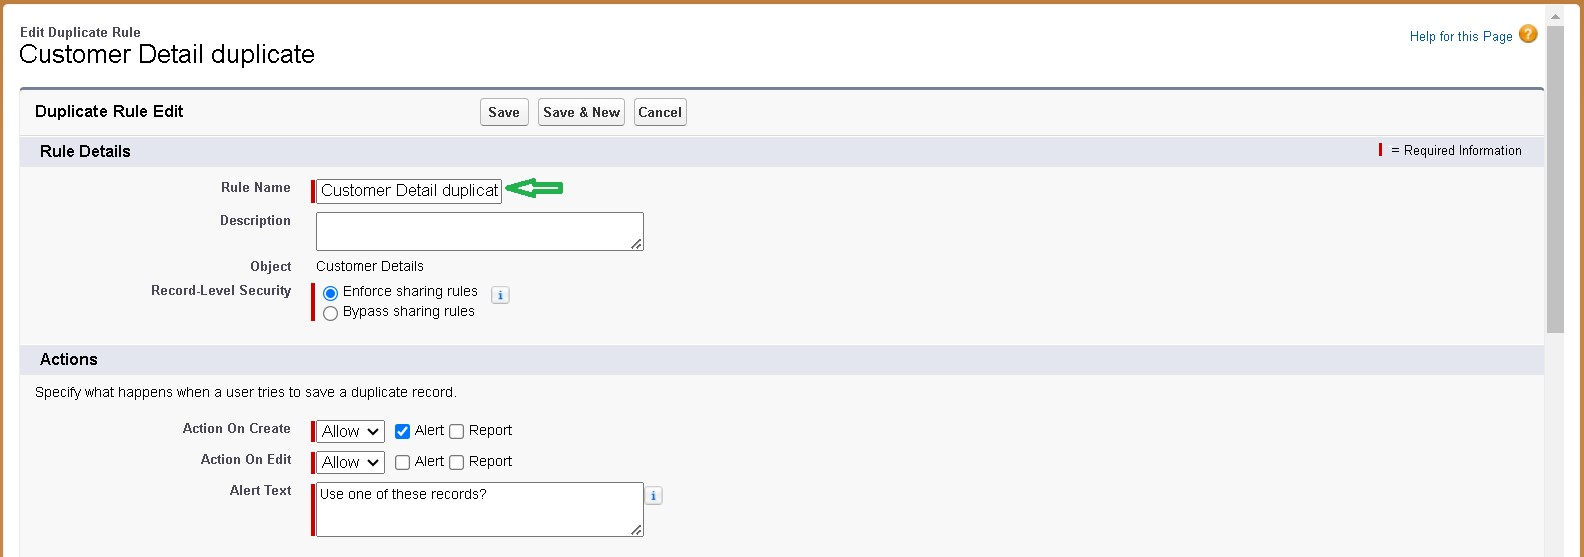 Edit Duplicate Rule
Customer Detail duplicate
Help for this Page ?
Duplicate Rule Edit Save Save & New Cancel
Rule Details = Required Information
Rule Name Customer Detail duplicat
Description
Object Customer Details
Record-Level Security Enforce sharing rules i
Bypass sharing rules
Actions
Specify what happens when a user tries to save a duplicate record.
Action On Create Allow Alert Report
Action On Edit Allow Alert Report
Alert Text Use one of these records? i